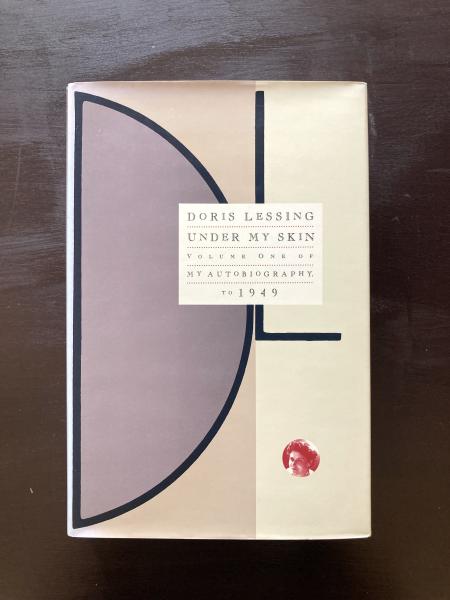 DORIS LESSING
UNDER MY SKIN
VOLUME ONE OF
MY AUTOBIOGRAPHY,
TO 1949